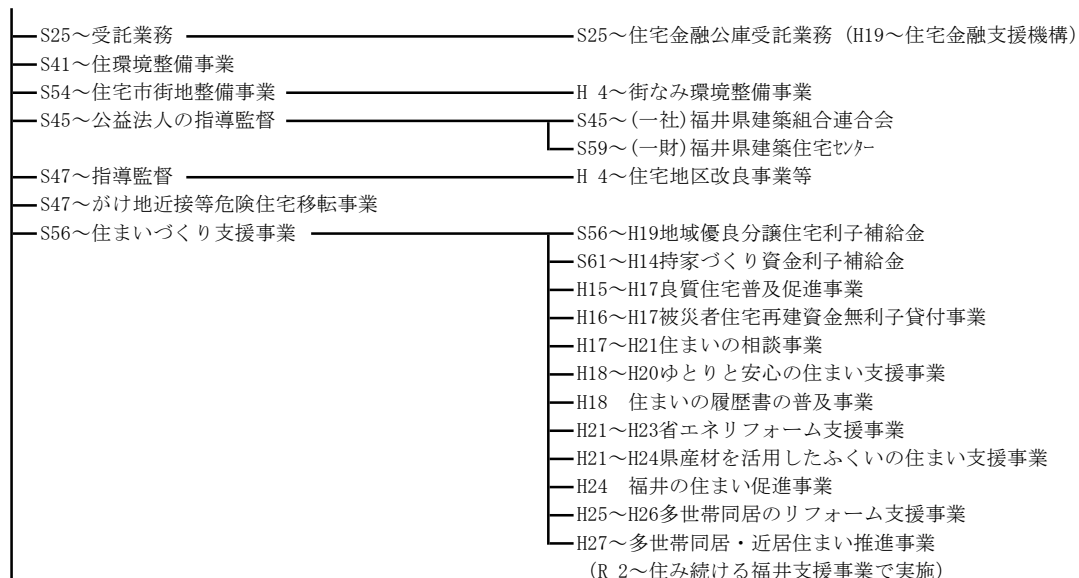 S25～受託業務 S25～住宅金融公庫受託業務 (H19～住宅金融支援機構)
S41～住環境整備事業
S54～住宅市街地整備事業 H 4～街なみ環境整備事業
S45～公益法人の指導監督 S45～(一社)福井県建築組合連合会
S59～(一財)福井県建築住宅ｾﾝﾀｰ
S47～指導監督 H 4～住宅地区改良事業等
S47～がけ地近接等危険住宅移転事業
S56～住まいづくり支援事業 S56～H19地域優良分譲住宅利子補給金
S61～H14持家づくり資金利子補給金
H15～H17良質住宅普及促進事業
H16～H17被災者住宅再建資金無利子貸付事業
H17～H21住まいの相談事業
H18～H20ゆとりと安心の住まい支援事業
H18　住まいの履歴書の普及事業
H21～H23省エネリフォーム支援事業
H21～H24県産材を活用したふくいの住まい支援事業
H24　福井の住まい促進事業
H25～H26多世帯同居のリフォーム支援事業
H27～多世帯同居・近居住まい推進事業
(R 2～住み続ける福井支援事業で実施)